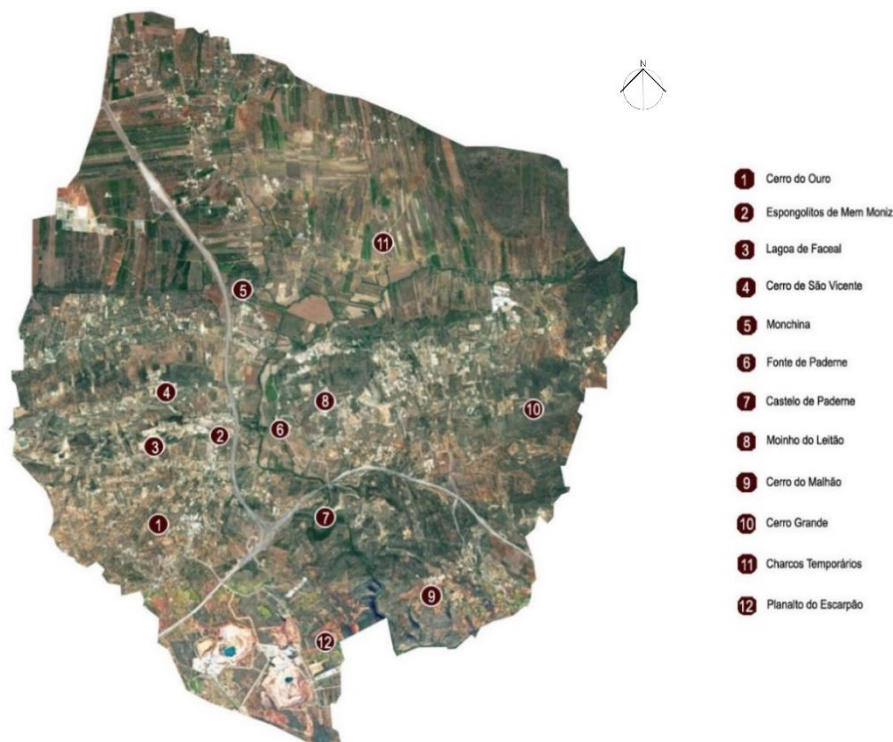 N
1 Cerro do Ouro
2 Espongolitos de Mem Moniz
3 Lagoa de Faceal
4 Cerro de São Vicente
5 Monchina
6 Fonte de Paderne
7 Castelo de Paderne
8 Moinho do Leitão
9 Cerro do Malhão
10 Cerro Grande
11 Charcos Temporários
12 Planalto do Escarpão
11
5
4
8
10
6
2
3
7
1
9
12